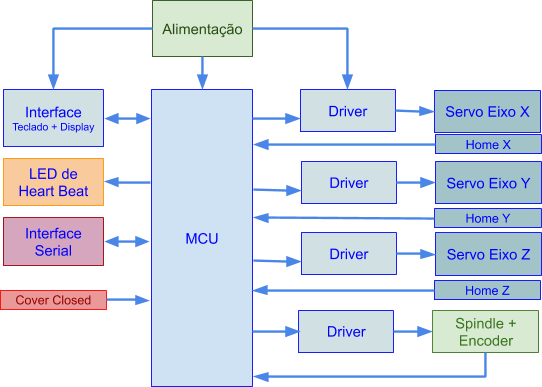 Alimentação
Interface
Teclado + Display
Driver
Servo Eixo X
Home X
LED de
Heart Beat
Driver
Servo Eixo Y
Home Y
Interface
Serial
MCU
Driver
Servo Eixo Z
Home Z
Cover Closed
Driver
Spindle +
Encoder